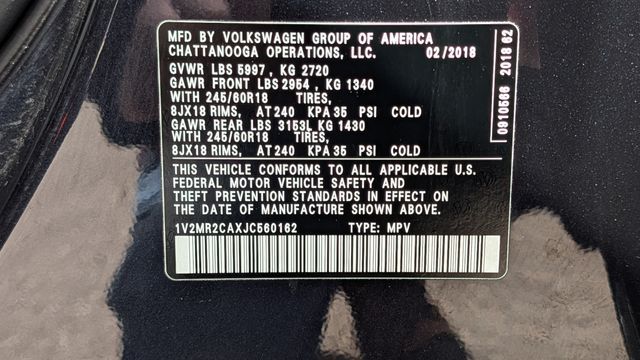 MFD BY VOLKSWAGEN GROUP OF AMERICA
CHATTANOOGA OPERATIONS, LLC. 02/2018
GVWR LBS 5997, KG 2720
GAWR FRONT LBS 2954 , KG 1340
WITH 245/60R18 TIRES,
8JX18 RIMS, AT 240 KPA 35 PSI COLD
GAWR REAR LBS 3153L KG 1430
WITH 245/60R18 TIRES,
8JX18 RIMS, AT 240 KPA 35 PSI COLD
THIS VEHICLE CONFORMS TO ALL APPLICABLE U.S.
FEDERAL MOTOR VEHICLE SAFETY AND
THEFT PREVENTION STANDARDS IN EFFECT ON
THE DATE OF MANUFACTURE SHOWN ABOVE.
1V2MR2CAXJC560162 TYPE: MPV
0910566 2018 62